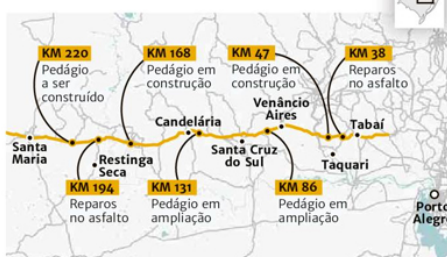 KM 220
Pedágio
a ser
construído
KM 168
Pedágio em
construção
KM 47
Pedágio em
construção
KM 38
Reparos
no asfalto
Santa
Maria
Restinga
Seca
Candelária
Santa Cruz
do Sul
Venâncio
Aires
Taquari
Tabaí
KM 194
Reparos
no asfalto
KM 131
Pedágio em
ampliação
KM 86
Pedágio em
ampliação
Porto
Alegr